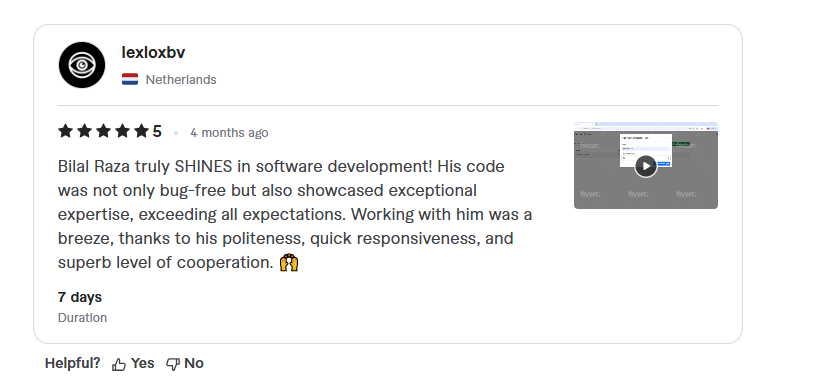 lexloxbv
Netherlands
5 • 4 months ago
Bilal Raza truly SHINES in software development! His code
was not only bug-free but also showcased exceptional
expertise, exceeding all expectations. Working with him was a
breeze, thanks to his politeness, quick responsiveness, and
superb level of cooperation. 🙌
7 days
Duration
fiverr.
fiverr.
fiverr.
fiverr.
fiverr.
Helpful? Yes No